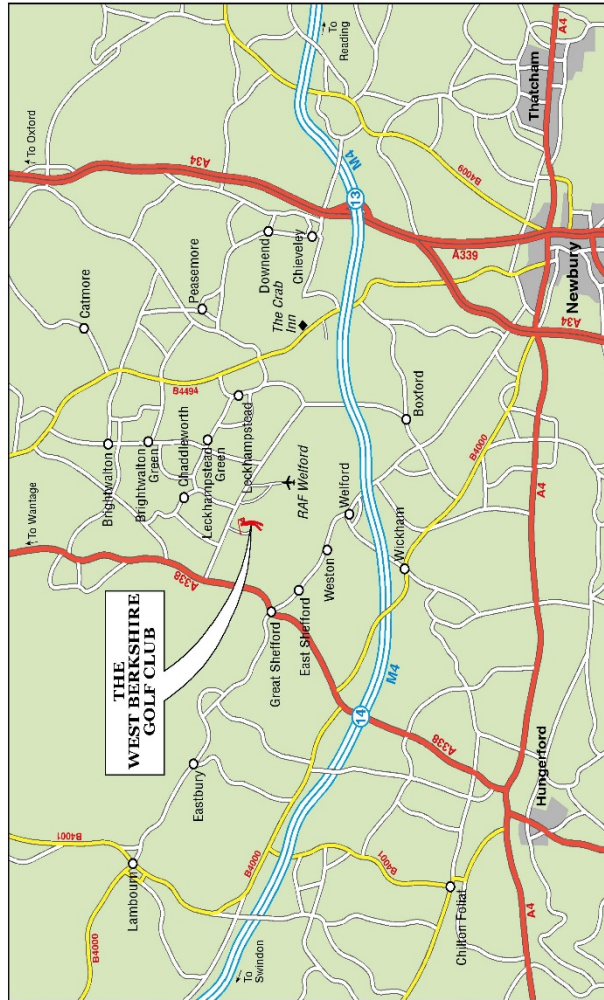 To Wantage
To Oxford
Catmore
A34
A338
Brightwalton
Peasemore
Brightwalton
Green
B4494
Chaddleworth
Downend
THE
WEST BERKSHIRE
GOLF CLUB
Leckhampstead
Green
Chieveley
To
Reading
B4001
Leckhampstead
The Crab
Inn
M4
B4000
Eastbury
Great Shefford
RAF Welford
13
Lambourn
East Shefford
Weston
Welford
14
M4
B4009
B4000
A338
Wickham
Boxford
A339
To
Swindon
B4001
B4000
Chilton Foliat
Thatcham
A4
Hungerford
A4
A34
Newbury
A4